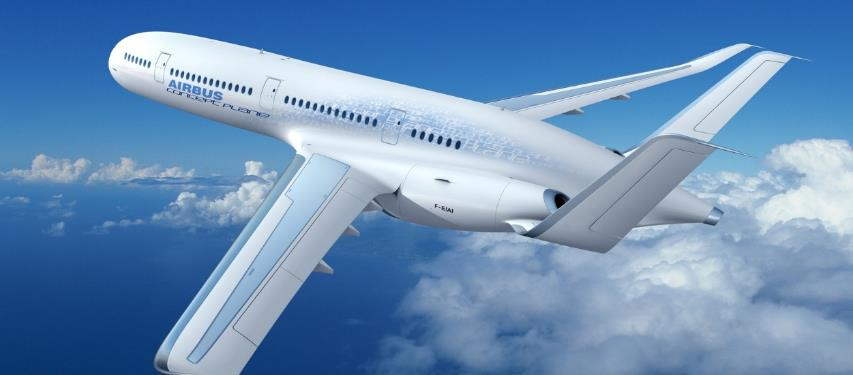 AIRBUS
CONCEPT PLANE
F-EIAI